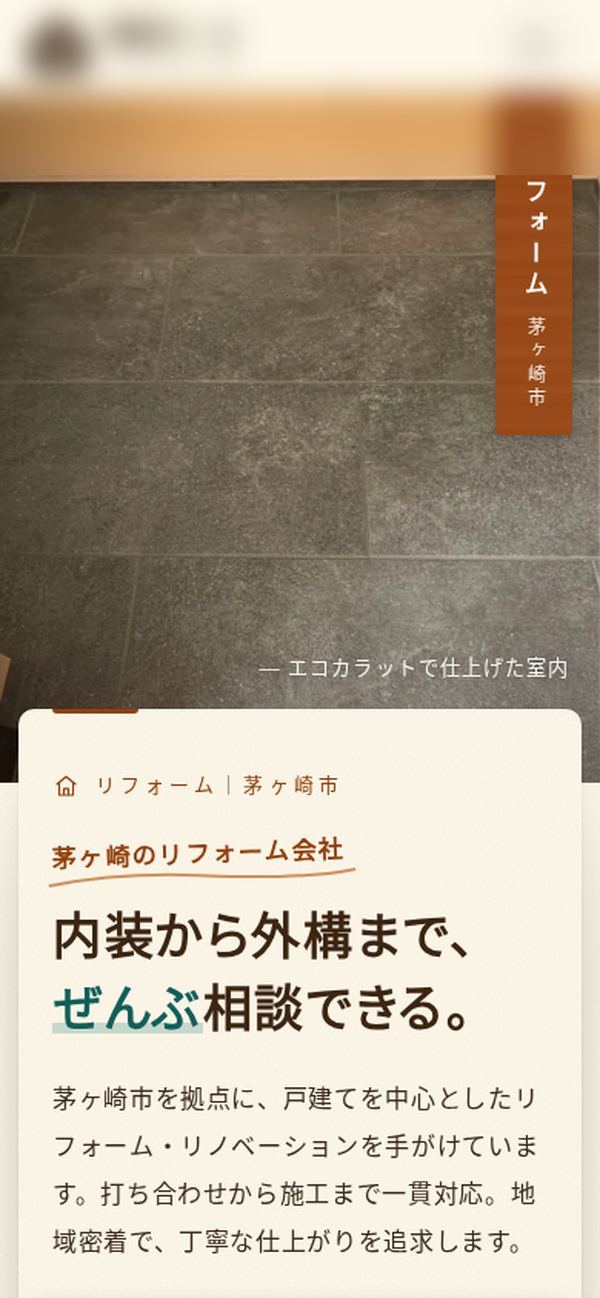 フォーム 茅ヶ崎市
— エコカラットで仕上げた室内
リフォーム｜茅ヶ崎市
茅ヶ崎のリフォーム会社
内装から外構まで、
ぜんぶ相談できる。
茅ヶ崎市を拠点に、戸建てを中心としたリ
フォーム・リノベーションを手がけていま
す。打ち合わせから施工まで一貫対応。地
域密着で、丁寧な仕上がりを追求します。